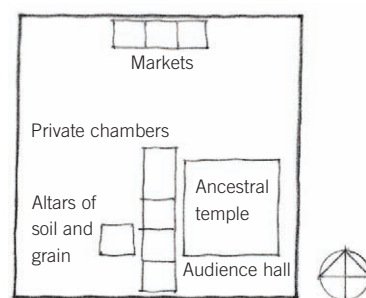 Markets
Private chambers
Ancestral
temple
Altars of
soil and
grain
Audience hall